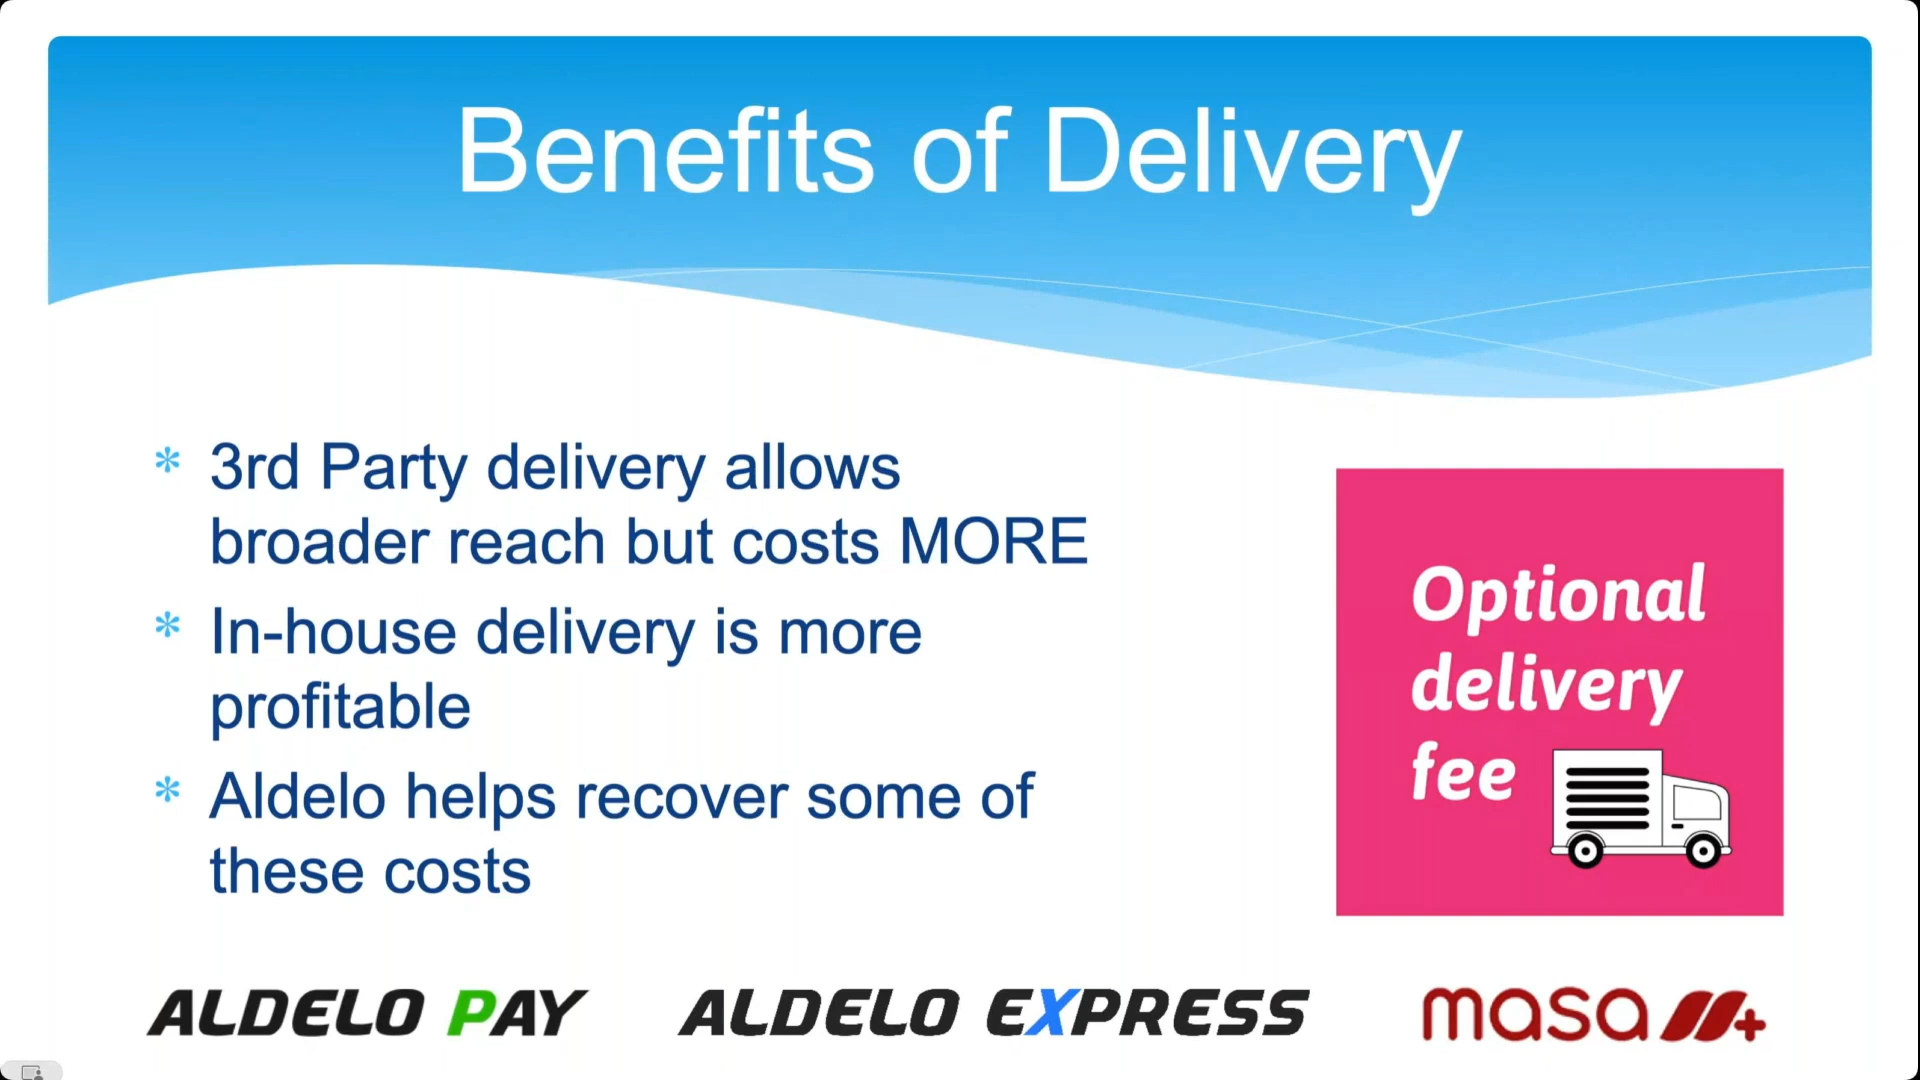 Benefits of Delivery
* 3rd Party delivery allows
broader reach but costs MORE
* In-house delivery is more
profitable
* Aldelo helps recover some of
these costs
Optional
delivery
fee
ALDELO PAY
ALDELO EXPRESS
masa